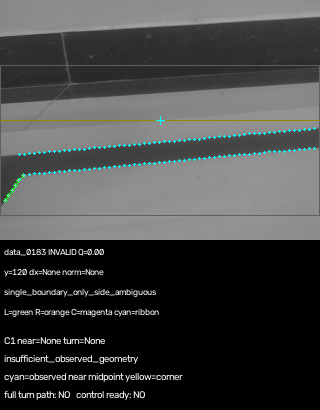 data_0183 INVALID Q=0.00
y=120 dx=None norm=None
single_boundary_only_side_ambiguous
L=green R=orange C=magenta cyan=ribbon
C1 near=None turn=None
insufficient_observed_geometry
cyan=observed near midpoint yellow=corner
full turn path: NO control ready: NO